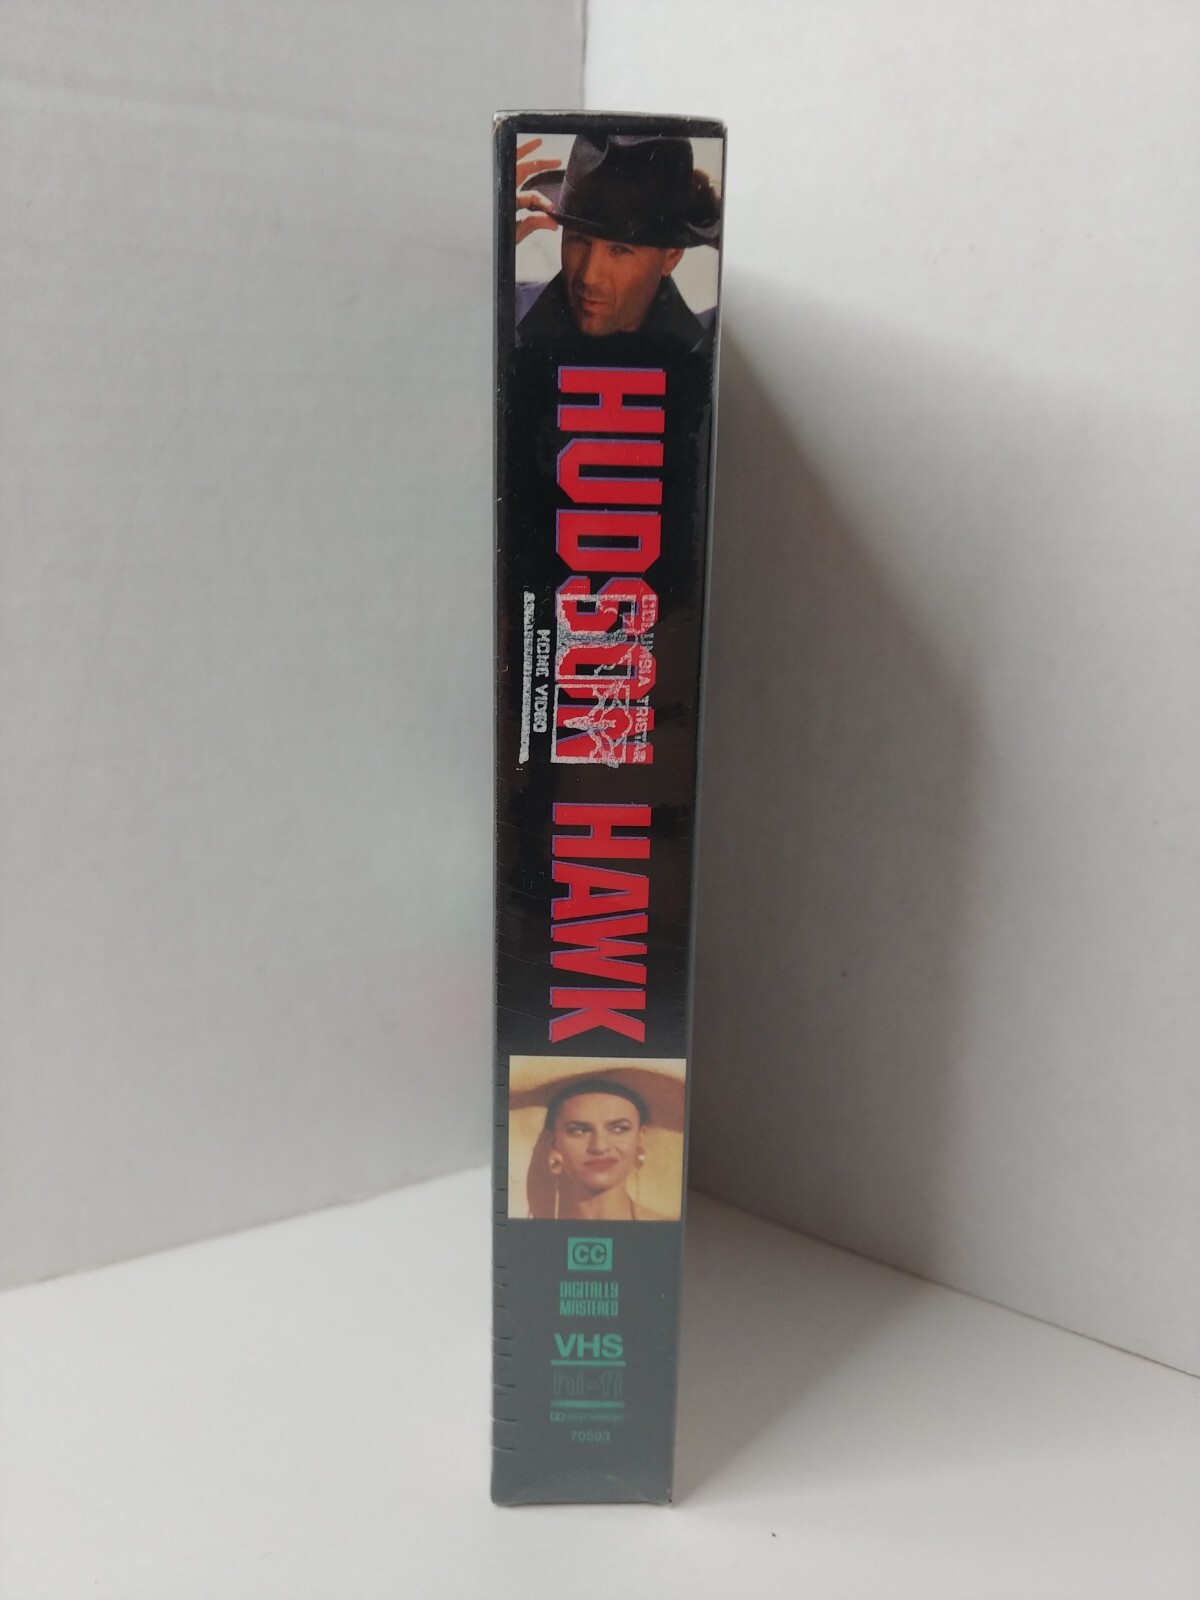 HUDSON HAWK
COLUMBIA TRISTAR
HOME VIDEO
CC
DIGITALLY
MASTERED
VHS
hi-fi
70593